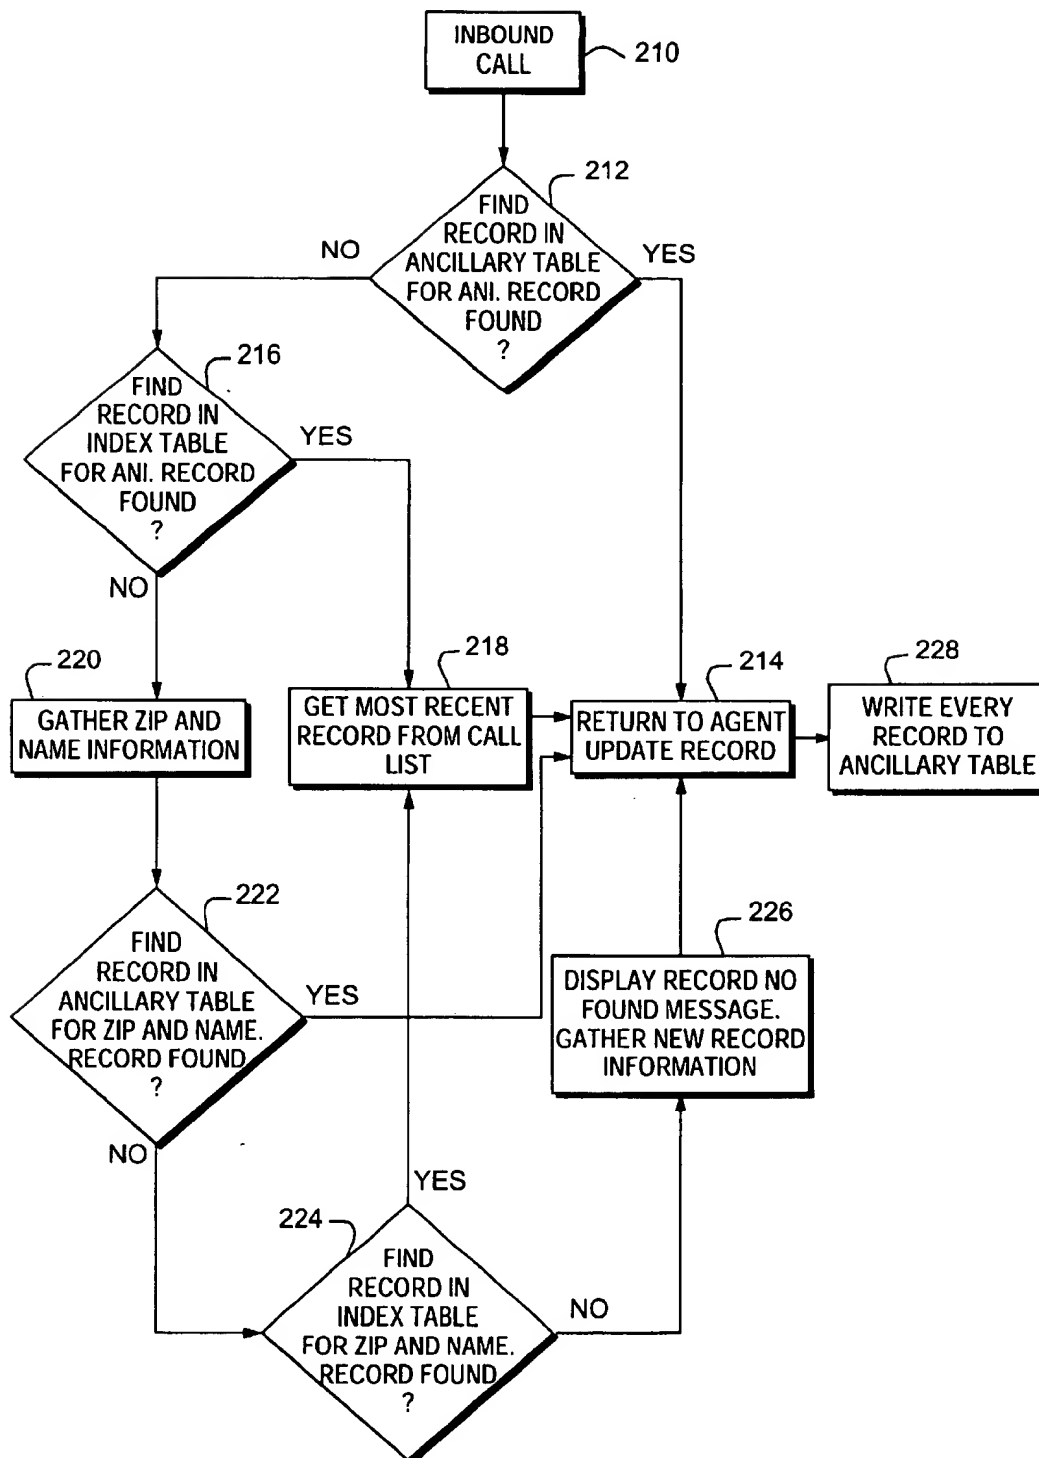 INBOUND
CALL
210
212
FIND
RECORD IN
ANCILLARY TABLE
FOR ANI. RECORD
FOUND
?
NO
YES
216
FIND
RECORD IN
INDEX TABLE
FOR ANI. RECORD
FOUND
?
YES
NO
220
GATHER ZIP AND
NAME INFORMATION
218
GET MOST RECENT
RECORD FROM CALL
LIST
214
RETURN TO AGENT
UPDATE RECORD
228
WRITE EVERY
RECORD TO
ANCILLARY TABLE
222
FIND
RECORD IN
ANCILLARY TABLE
FOR ZIP AND NAME.
RECORD FOUND
?
YES
NO
226
DISPLAY RECORD NO
FOUND MESSAGE.
GATHER NEW RECORD
INFORMATION
224
YES
FIND
RECORD IN
INDEX TABLE
FOR ZIP AND NAME.
RECORD FOUND
?
NO